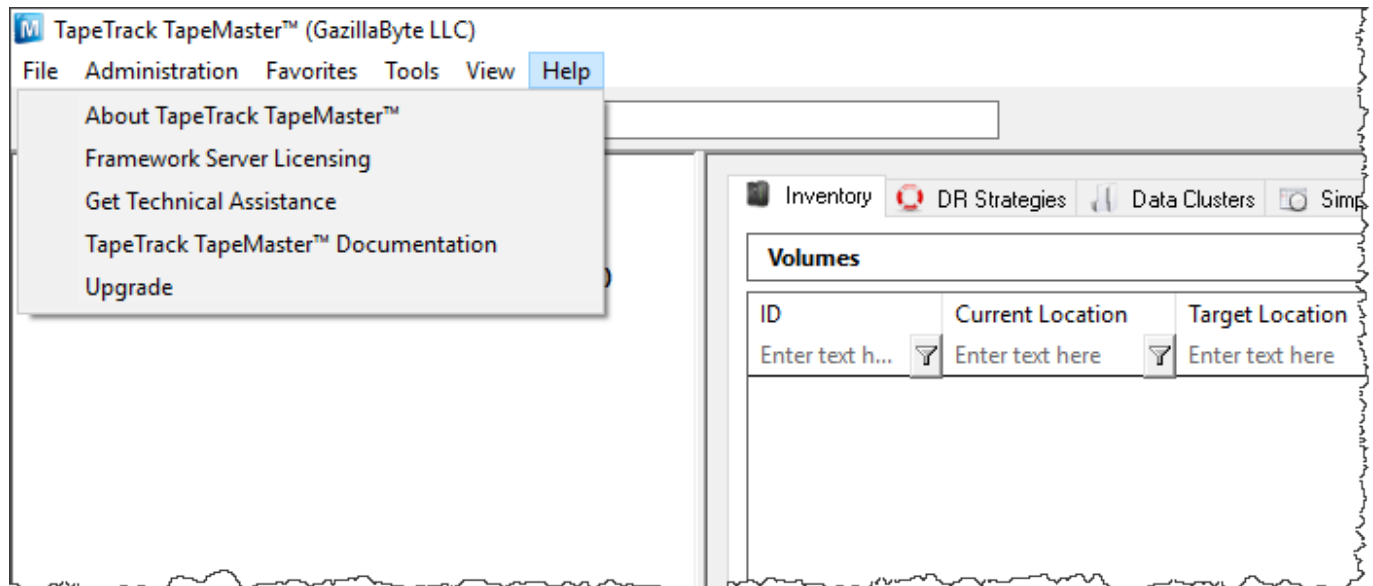 TapeTrack TapeMaster™ (GazillaByte LLC)
File Administration Favorites Tools View Help
About TapeTrack TapeMaster™
Framework Server Licensing
Get Technical Assistance
TapeTrack TapeMaster™ Documentation
Upgrade
Inventory DR Strategies Data Clusters
Volumes
ID Current Location Target Location
Enter text h... Enter text here Enter text here